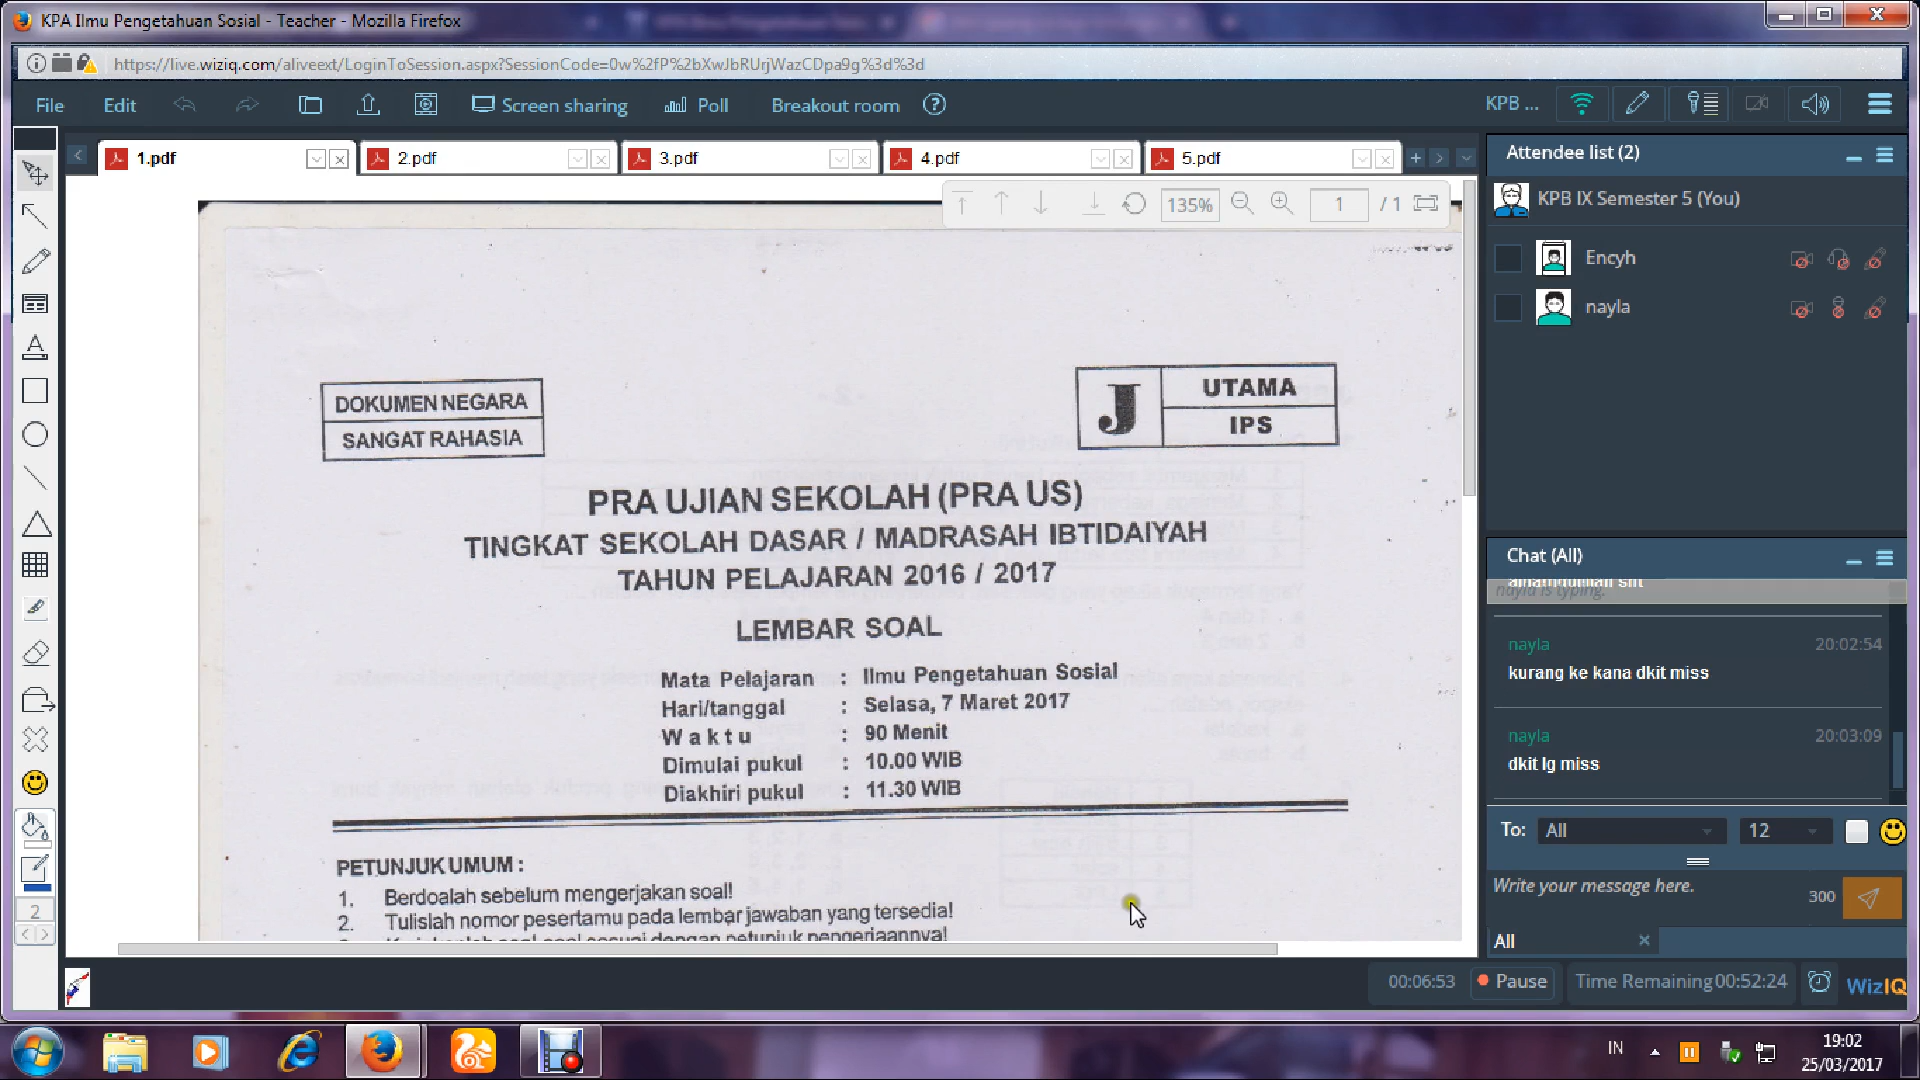 KPA Ilmu Pengetahuan Sosial - Teacher - Mozilla Firefox
https://live.wiziq.com/aliveext/LoginToSession.aspx?SessionCode=0w%2fP%2bXwJbRUrjWazCDpa9g%3d%3d
File Edit Screen sharing Poll Breakout room KPB ...
1.pdf 2.pdf 3.pdf 4.pdf 5.pdf
135% 1 / 1
DOKUMEN NEGARA
SANGAT RAHASIA
J UTAMA
IPS
PRA UJIAN SEKOLAH (PRA US)
TINGKAT SEKOLAH DASAR / MADRASAH IBTIDAIYAH
TAHUN PELAJARAN 2016 / 2017
LEMBAR SOAL
Mata Pelajaran : Ilmu Pengetahuan Sosial
Hari/tanggal : Selasa, 7 Maret 2017
Waktu : 90 Menit
Dimulai pukul : 10.00 WIB
Diakhiri pukul : 11.30 WIB
PETUNJUK UMUM :
1. Berdoalah sebelum mengerjakan soal!
2. Tulislah nomor pesertamu pada lembar jawaban yang tersedia!
2
Attendee list (2)
KPB IX Semester 5 (You)
Encyh
nayla
Chat (All)
nayla is typing.
nayla 20:02:54
kurang ke kana dkit miss
nayla 20:03:09
dkit lg miss
To: All 12
Write your message here. 300
All
00:06:53 Pause Time Remaining 00:52:24 WizIQ
IN 19:02
25/03/2017